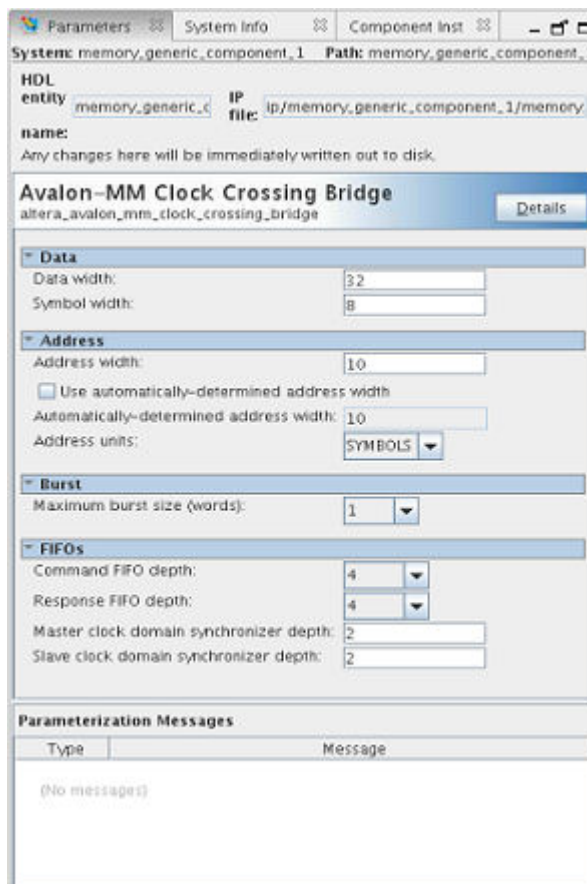 Parameters System Info Component Inst
System: memory_generic_component_1 Path: memory_generic_component_
HDL entity name: memory_generic_c IP file: ip/memory_generic_component_1/memory
Any changes here will be immediately written out to disk.
Avalon-MM Clock Crossing Bridge
altera_avalon_mm_clock_crossing_bridge
Details
Data
Data width: 32
Symbol width: 8
Address
Address width: 10
Use automatically-determined address width
Automatically-determined address width: 10
Address units: SYMBOLS
Burst
Maximum burst size (words): 1
FIFOs
Command FIFO depth: 4
Response FIFO depth: 4
Master clock domain synchronizer depth: 2
Slave clock domain synchronizer depth: 2
Parameterization Messages
Type Message
(No messages)